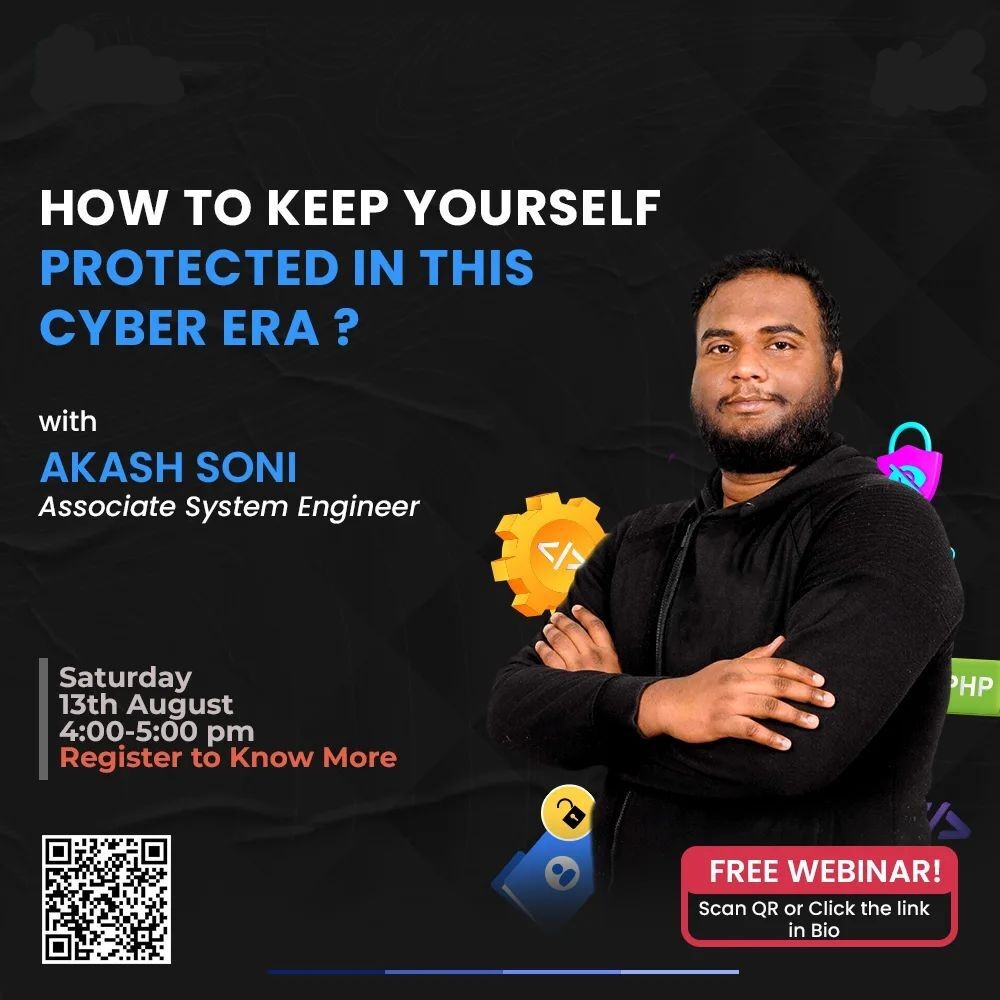 HOW TO KEEP YOURSELF
PROTECTED IN THIS
CYBER ERA ?
with
AKASH SONI
Associate System Engineer
</>
Saturday
13th August
4:00-5:00 pm
Register to Know More
PHP
FREE WEBINAR!
Scan QR or Click the link
in Bio